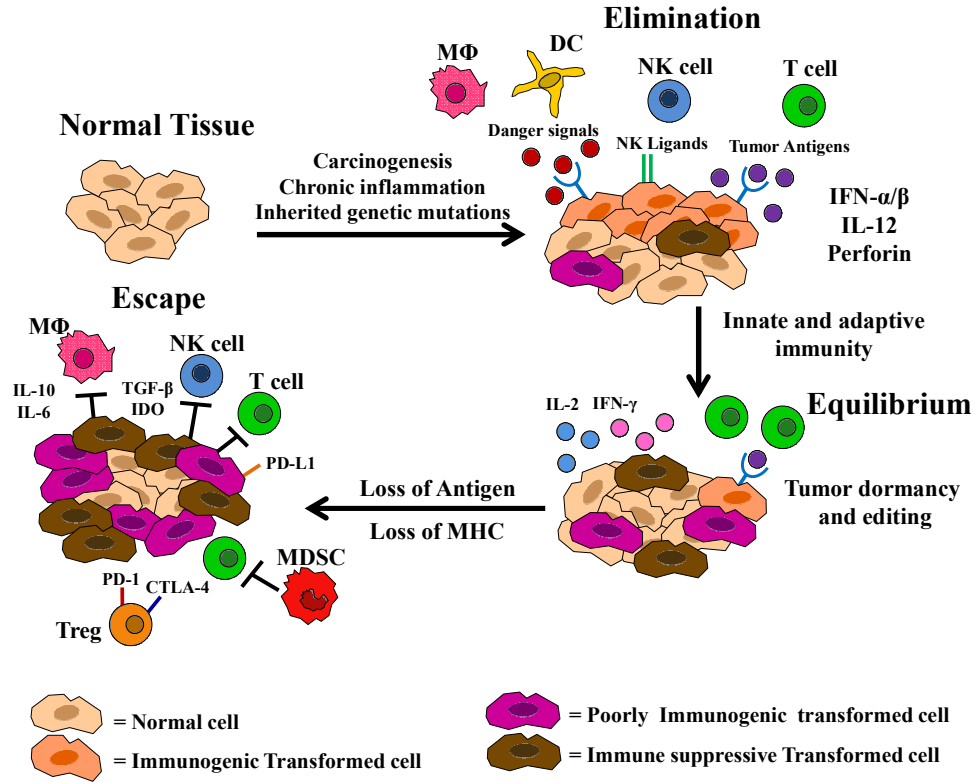 Normal Tissue
Carcinogenesis
Chronic inflammation
Inherited genetic mutations
Elimination
MΦ
DC
NK cell
T cell
Danger signals
NK Ligands
Tumor Antigens
IFN-α/β
IL-12
Perforin
Innate and adaptive
immunity
Equilibrium
IL-2
IFN-γ
Tumor dormancy
and editing
Loss of Antigen
Loss of MHC
Escape
MΦ
NK cell
T cell
IL-10
IL-6
TGF-β
IDO
PD-L1
MDSC
PD-1
CTLA-4
Treg
= Normal cell
= Immunogenic Transformed cell
= Poorly Immunogenic transformed cell
= Immune suppressive Transformed cell